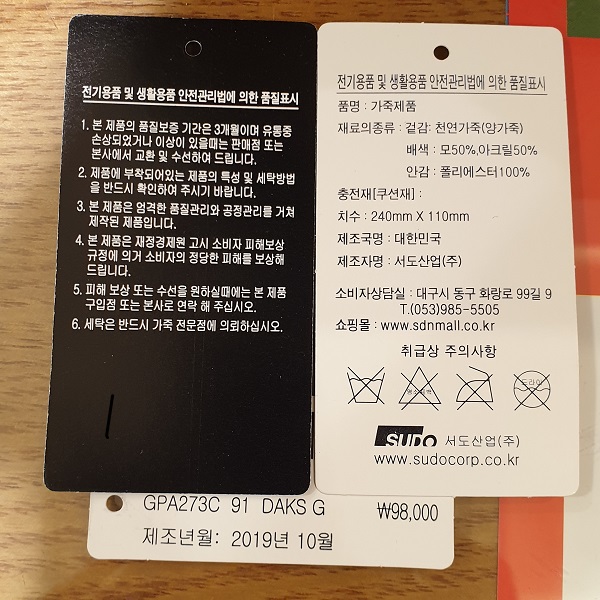 전기용품 및 생활용품 안전관리법에 의한 품질표시
1. 본 제품의 품질보증 기간은 3개월이며 유통중
손상되었거나 이상이 있을때는 판매점 또는
본사에서 교환 및 수선하여 드립니다.
2. 제품에 부착되어있는 제품의 특성 및 세탁방법
을 반드시 확인하여 주시기 바랍니다.
3. 본 제품은 엄격한 품질관리와 공정관리를 거쳐
제작된 제품입니다.
4. 본 제품은 재정경제원 고시 소비자 피해보상
규정에 의거 소비자의 정당한 피해를 보상해
드립니다.
5. 피해 보상 또는 수선을 원하실때에는 본 제품
구입점 또는 본사로 연락 해 주십시오.
6. 세탁은 반드시 가죽 전문점에 의뢰하십시오.
전기용품 및 생활용품 안전관리법에 의한 품질표시
품명 : 가죽제품
재료의종류 : 겉감: 천연가죽(양가죽)
배색 : 모50%,아크릴50%
안감 : 폴리에스터100%
충전재[쿠션재] :
치수 : 240mm X 110mm
제조국명 : 대한민국
제조자명 : 서도산업(주)
소비자상담실 : 대구시 동구 화랑로 99길 9
T.(053)985-5505
쇼핑몰 : www.sdnmall.co.kr
취급상 주의사항
염소표백
드라이
SUDO 서도산업(주)
www.sudocorp.co.kr
GPA273C 91 DAKS G ₩98,000
제조년월: 2019년 10월